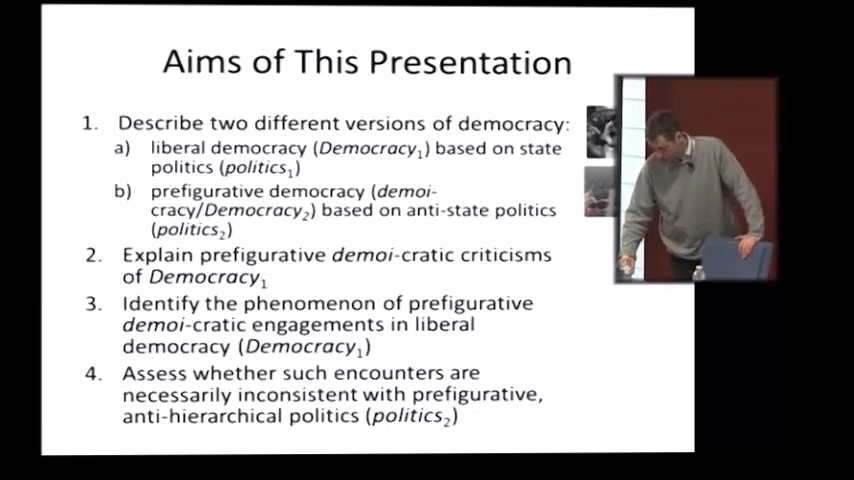 Aims of This Presentation
1. Describe two different versions of democracy:
a) liberal democracy (Democracy₁) based on state
politics (politics₁)
b) prefigurative democracy (demoi-
cracy/Democracy₂) based on anti-state politics
(politics₂)
2. Explain prefigurative demoi-cratic criticisms
of Democracy₁
3. Identify the phenomenon of prefigurative
demoi-cratic engagements in liberal
democracy (Democracy₁)
4. Assess whether such encounters are
necessarily inconsistent with prefigurative,
anti-hierarchical politics (politics₂)